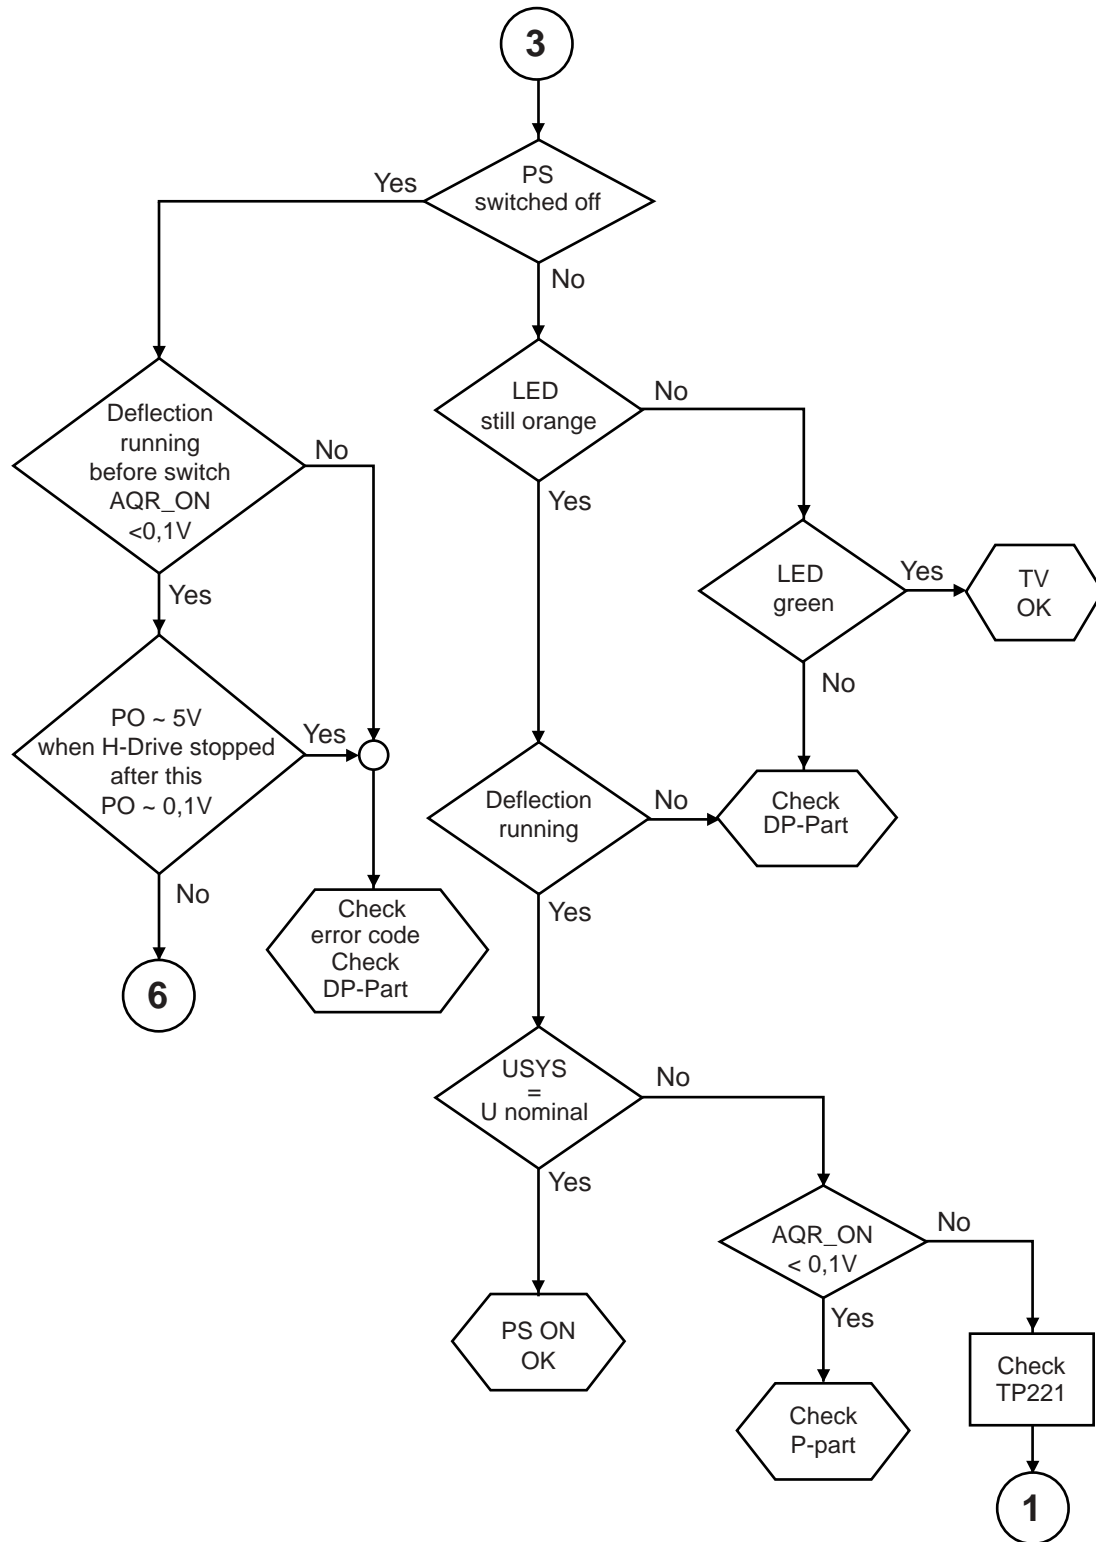 3
PS
switched off
Yes
No
LED
still orange
No
Yes
Deflection
running
before switch
AQR_ON
<0,1V
No
Yes
LED
green
Yes
No
TV
OK
PO ~ 5V
when H-Drive stopped
after this
PO ~ 0,1V
Yes
No
Deflection
running
No
Yes
Check
DP-Part
Check
error code
Check
DP-Part
6
USYS
=
U nominal
No
Yes
AQR_ON
< 0,1V
No
Yes
PS ON
OK
Check
TP221
Check
P-part
1